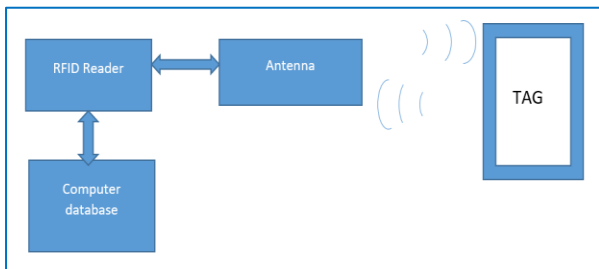 RFID Reader
Antenna
TAG
Computer
database